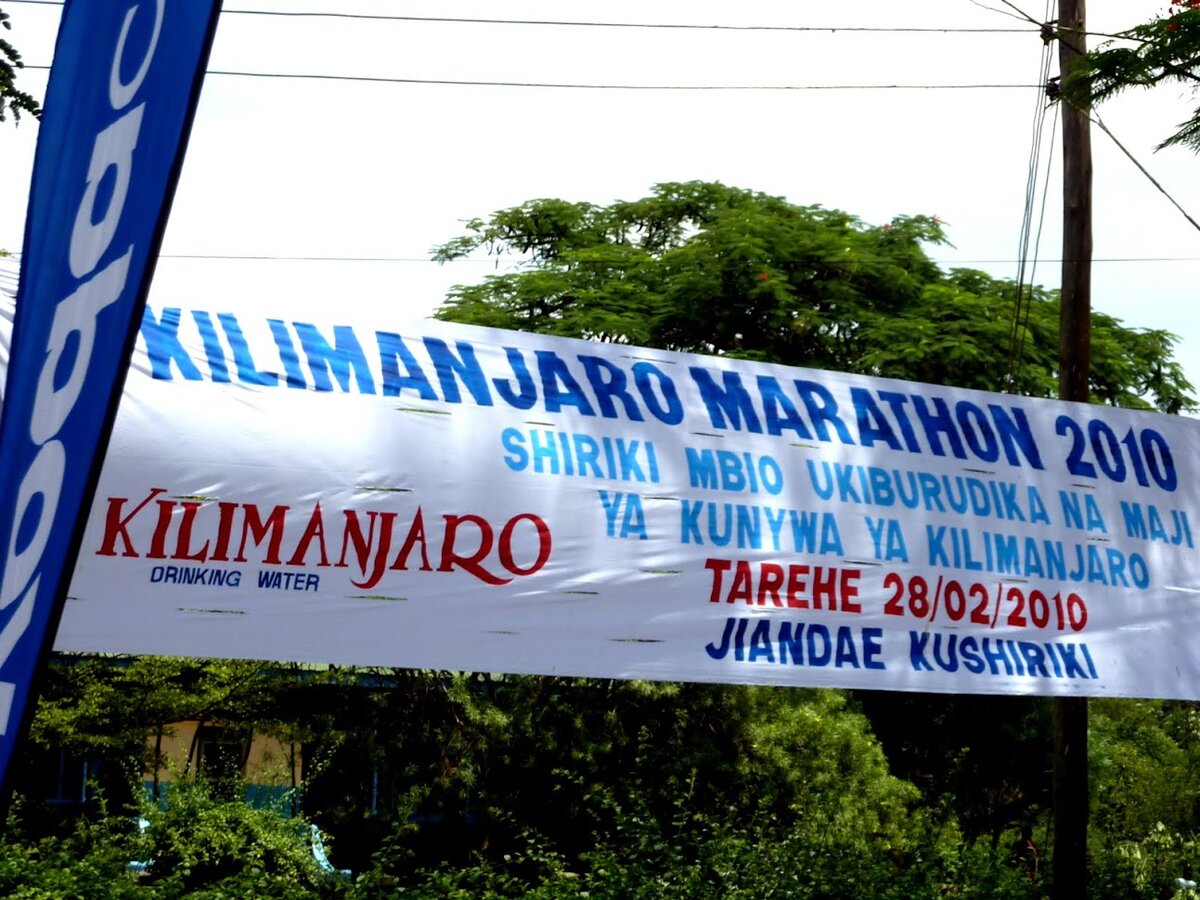 KILIMANJARO MARATHON 2010
SHIRIKI MBIO UKIBURUDIKA NA MAJI
YA KUNYWA YA KILIMANJARO
TAREHE 28/02/2010
JIANDAE KUSHIRIKI
KILIMANJARO
DRINKING WATER